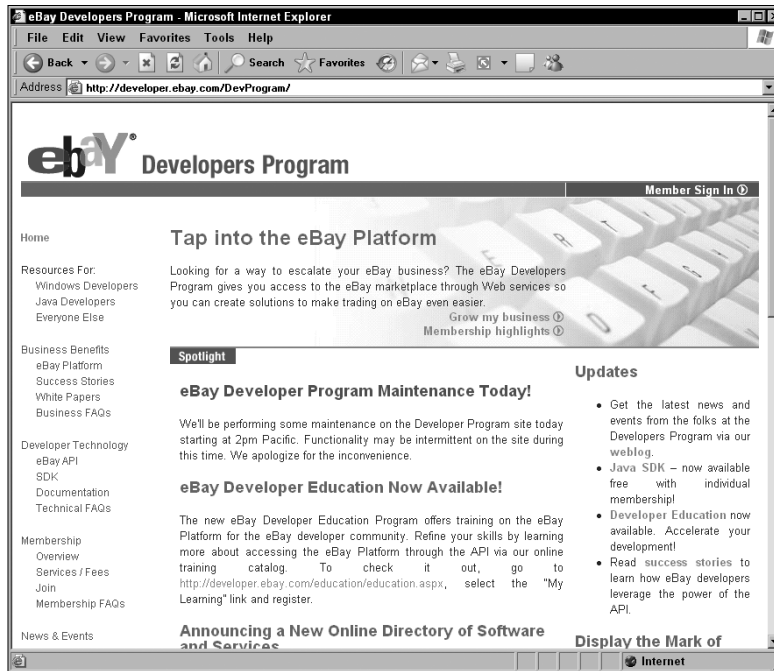 eBay Developers Program - Microsoft Internet Explorer
File Edit View Favorites Tools Help
Back Search Favorites
Address http://developer.ebay.com/DevProgram/
ebaY® Developers Program
Member Sign In
Home
Resources For:
Windows Developers
Java Developers
Everyone Else
Business Benefits
eBay Platform
Success Stories
White Papers
Business FAQs
Developer Technology
eBay API
SDK
Documentation
Technical FAQs
Membership
Overview
Services / Fees
Join
Membership FAQs
News & Events
Tap into the eBay Platform
Looking for a way to escalate your eBay business? The eBay Developers
Program gives you access to the eBay marketplace through Web services so
you can create solutions to make trading on eBay even easier.
Grow my business
Membership highlights
Spotlight
eBay Developer Program Maintenance Today!
We'll be performing some maintenance on the Developer Program site today
starting at 2pm Pacific. Functionality may be intermittent on the site during
this time. We apologize for the inconvenience.
eBay Developer Education Now Available!
The new eBay Developer Education Program offers training on the eBay
Platform for the eBay developer community. Refine your skills by learning
more about accessing the eBay Platform through the API via our online
training catalog. To check it out, go to
http://developer.ebay.com/education/education.aspx, select the "My
Learning" link and register.
Announcing a New Online Directory of Software
and Services
Updates
• Get the latest news and
events from the folks at the
Developers Program via our
weblog.
• Java SDK – now available
free with individual
membership!
• Developer Education now
available. Accelerate your
development!
• Read success stories to
learn how eBay developers
leverage the power of the
API.
Display the Mark of
Internet